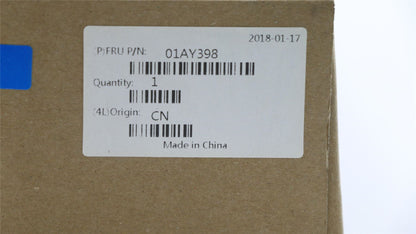 2018-01-17
(P)FRU P/N: 01AY398
Quantity: 1
(4L)Origin: CN
Made in China